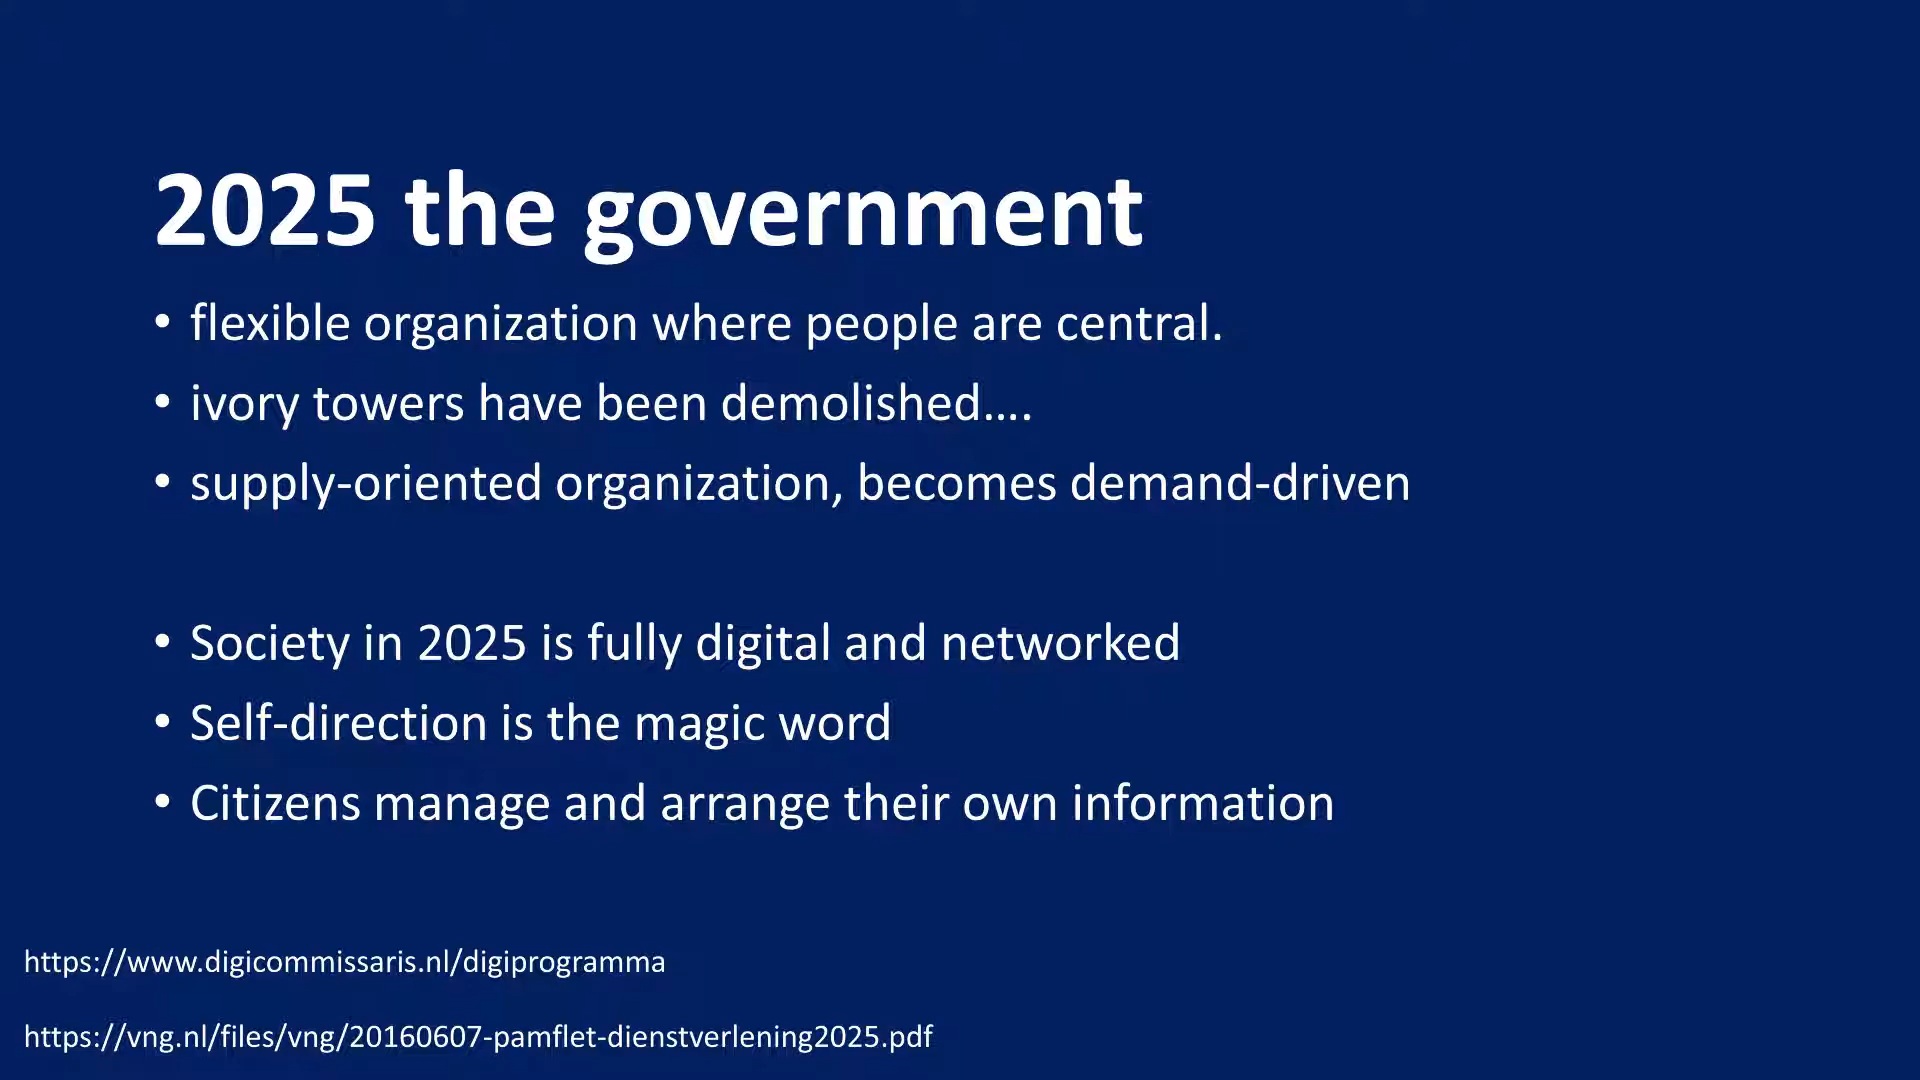 2025 the government
• flexible organization where people are central.
• ivory towers have been demolished….
• supply-oriented organization, becomes demand-driven
• Society in 2025 is fully digital and networked
• Self-direction is the magic word
• Citizens manage and arrange their own information
https://www.digicommissaris.nl/digiprogramma
https://vng.nl/files/vng/20160607-pamflet-dienstverlening2025.pdf